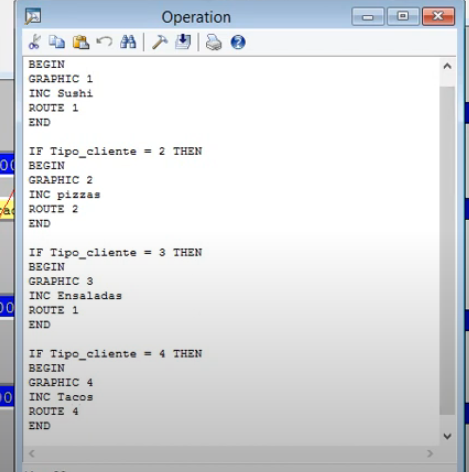 Operation
BEGIN
GRAPHIC 1
INC Sushi
ROUTE 1
END
IF Tipo_cliente = 2 THEN
BEGIN
GRAPHIC 2
INC pizzas
ROUTE 2
END
IF Tipo_cliente = 3 THEN
BEGIN
GRAPHIC 3
INC Ensaladas
ROUTE 1
END
IF Tipo_cliente = 4 THEN
BEGIN
GRAPHIC 4
INC Tacos
ROUTE 4
END